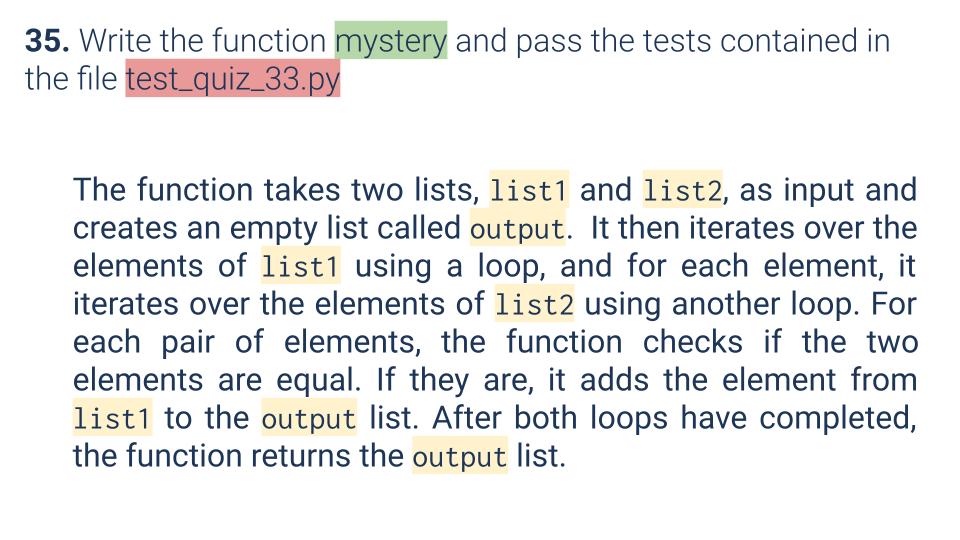 35. Write the function mystery and pass the tests contained in
the file test_quiz_33.py
The function takes two lists, list1 and list2, as input and
creates an empty list called output. It then iterates over the
elements of list1 using a loop, and for each element, it
iterates over the elements of list2 using another loop. For
each pair of elements, the function checks if the two
elements are equal. If they are, it adds the element from
list1 to the output list. After both loops have completed,
the function returns the output list.